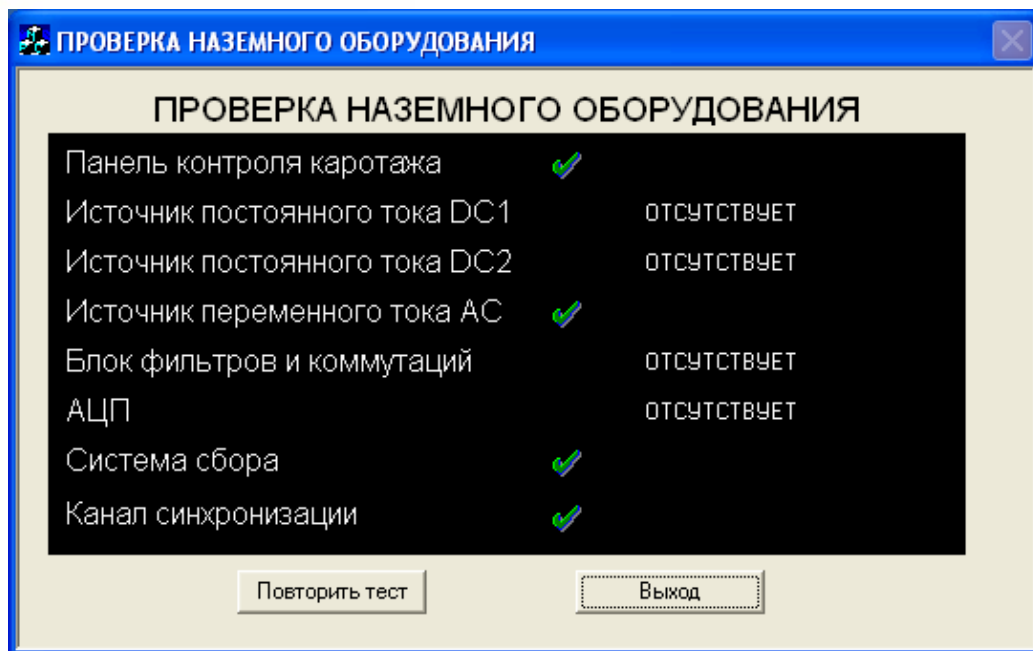 ПРОВЕРКА НАЗЕМНОГО ОБОРУДОВАНИЯ
ПРОВЕРКА НАЗЕМНОГО ОБОРУДОВАНИЯ
Панель контроля каротажа
Источник постоянного тока DC1 ОТСУТСТВУЕТ
Источник постоянного тока DC2 ОТСУТСТВУЕТ
Источник переменного тока AC
Блок фильтров и коммутаций ОТСУТСТВУЕТ
АЦП ОТСУТСТВУЕТ
Система сбора
Канал синхронизации
Повторить тест Выход